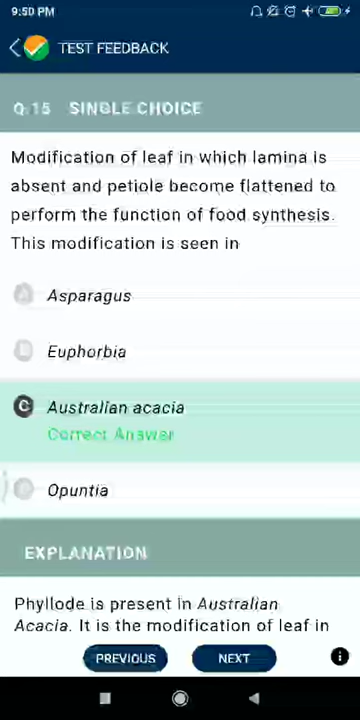 9:50 PM
TEST FEEDBACK
Q.15 SINGLE CHOICE
Modification of leaf in which lamina is
absent and petiole become flattened to
perform the function of food synthesis.
This modification is seen in
A Asparagus
B Euphorbia
C Australian acacia
Correct Answer
D Opuntia
EXPLANATION
Phyllode is present in Australian
Acacia. It is the modification of leaf in
PREVIOUS NEXT